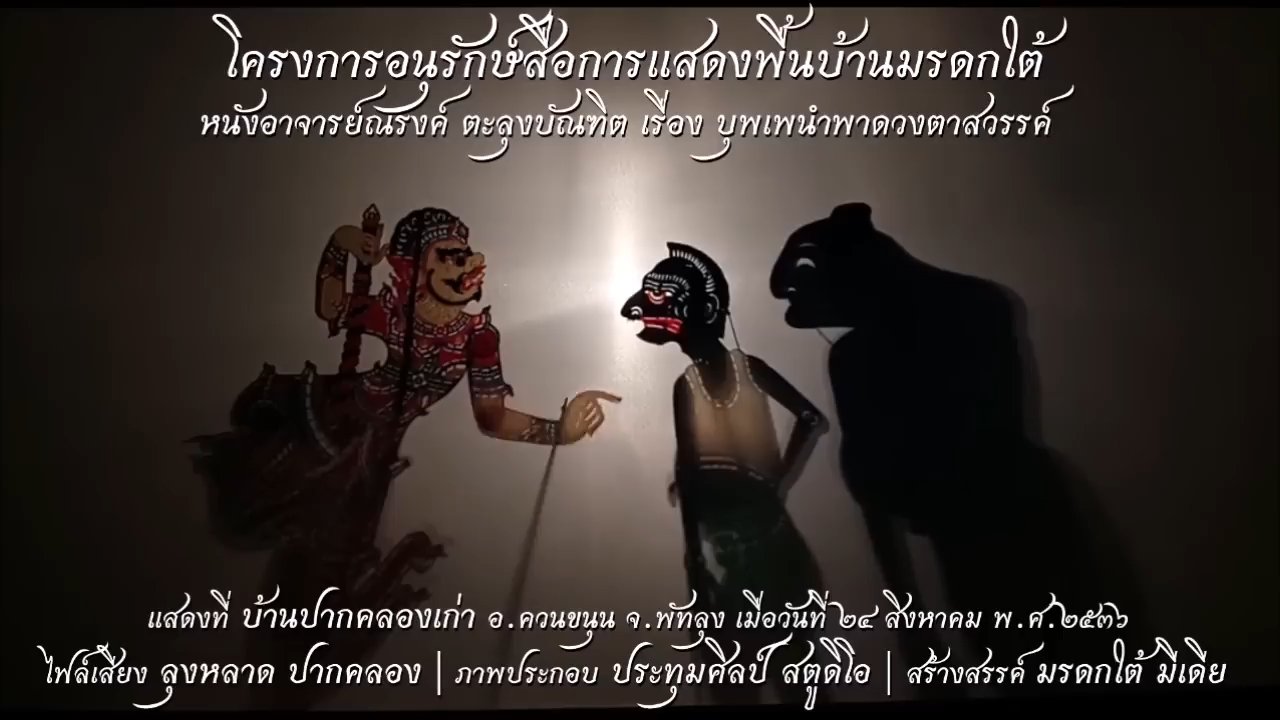 โครงการอนุรักษ์สื่อการแสดงพื้นบ้านมรดกใต้
หนังอาจารย์ณรงค์ ตะลุงบัณฑิต เรื่อง บุพเพนำพาดวงตาสวรรค์
แสดงที่ บ้านปากคลองเก่า อ.ควนขนุน จ.พัทลุง เมื่อวันที่ ๒๔ สิงหาคม พ.ศ.๒๕๓๖
ไฟล์เสียง ลุงหลาด ปากคลอง | ภาพประกอบ ประทุมศิลป์ สตูดิโอ | สร้างสรรค์ มรดกใต้ มีเดีย